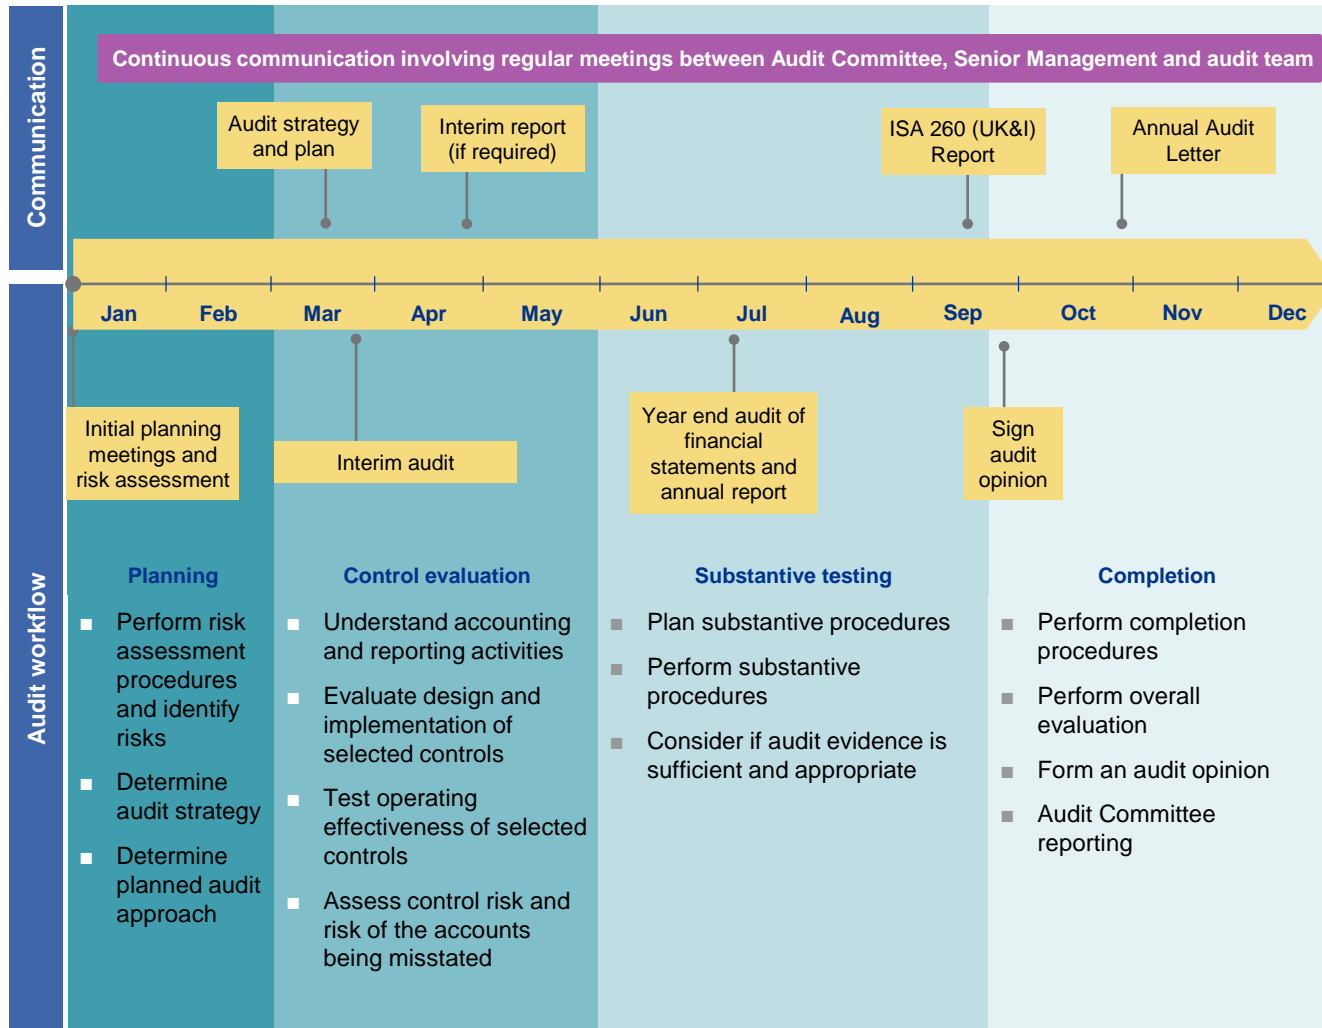 Communication
Continuous communication involving regular meetings between Audit Committee, Senior Management and audit team
Audit strategy
and plan
Interim report
(if required)
ISA 260 (UK&I)
Report
Annual Audit
Letter
Jan
Feb
Mar
Apr
May
Jun
Jul
Aug
Sep
Oct
Nov
Dec
Audit workflow
Initial planning
meetings and
risk assessment
Interim audit
Year end audit of
financial
statements and
annual report
Sign
audit
opinion
Planning
■ Perform risk
assessment
procedures
and identify
risks
■ Determine
audit strategy
■ Determine
planned audit
approach
Control evaluation
■ Understand accounting
and reporting activities
■ Evaluate design and
implementation of
selected controls
■ Test operating
effectiveness of selected
controls
■ Assess control risk and
risk of the accounts
being misstated
Substantive testing
■ Plan substantive procedures
■ Perform substantive
procedures
■ Consider if audit evidence is
sufficient and appropriate
Completion
■ Perform completion
procedures
■ Perform overall
evaluation
■ Form an audit opinion
■ Audit Committee
reporting